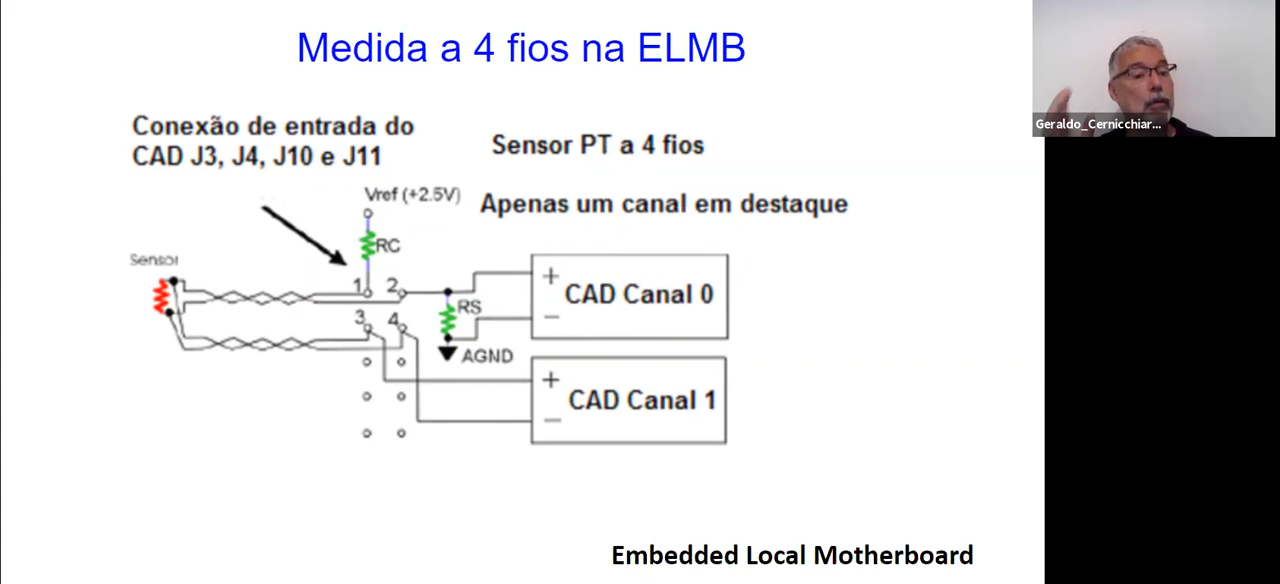 Medida a 4 fios na ELMB
Geraldo_Cernicchiar...
Conexão de entrada do
CAD J3, J4, J10 e J11
Sensor PT a 4 fios
Vref (+2.5V)
Apenas um canal em destaque
RC
Sensor
1 2
+
CAD Canal 0
−
RS
3 4
AGND
+
CAD Canal 1
−
Embedded Local Motherboard